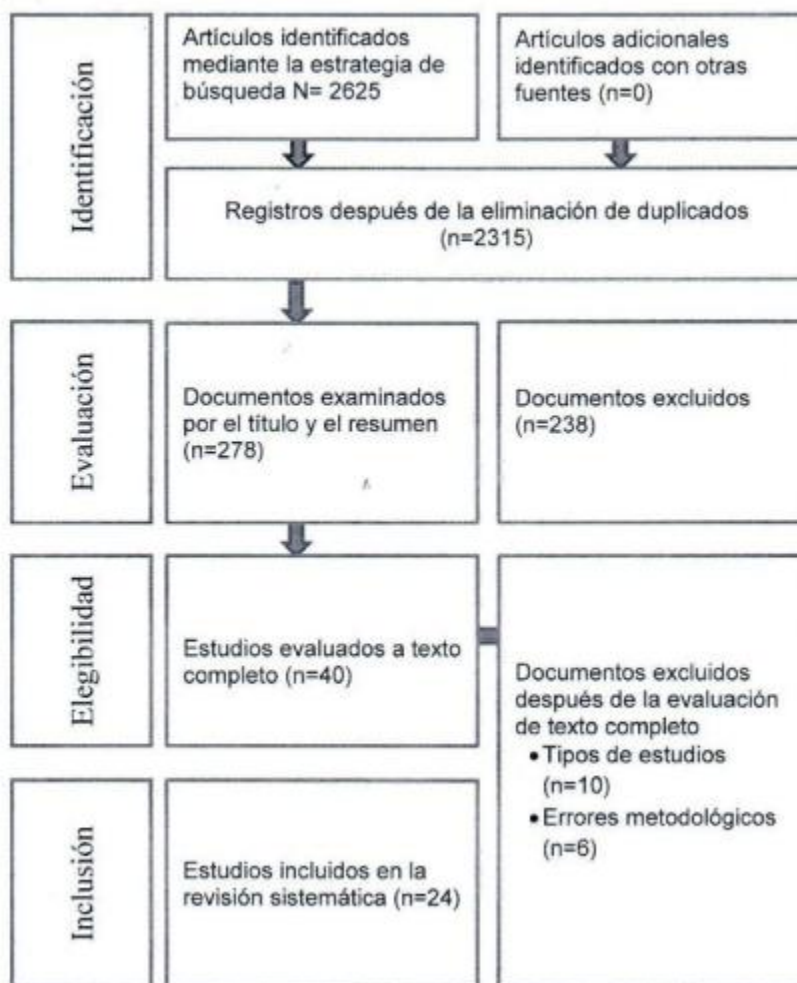 Identificación
Artículos identificados
mediante la estrategia de
búsqueda N= 2625
Artículos adicionales
identificados con otras
fuentes (n=0)
Registros después de la eliminación de duplicados
(n=2315)
Evaluación
Documentos examinados
por el título y el resumen
(n=278)
Documentos excluidos
(n=238)
Elegibilidad
Estudios evaluados a texto
completo (n=40)
Documentos excluidos
después de la evaluación
de texto completo
• Tipos de estudios
(n=10)
• Errores metodológicos
(n=6)
Inclusión
Estudios incluidos en la
revisión sistemática (n=24)